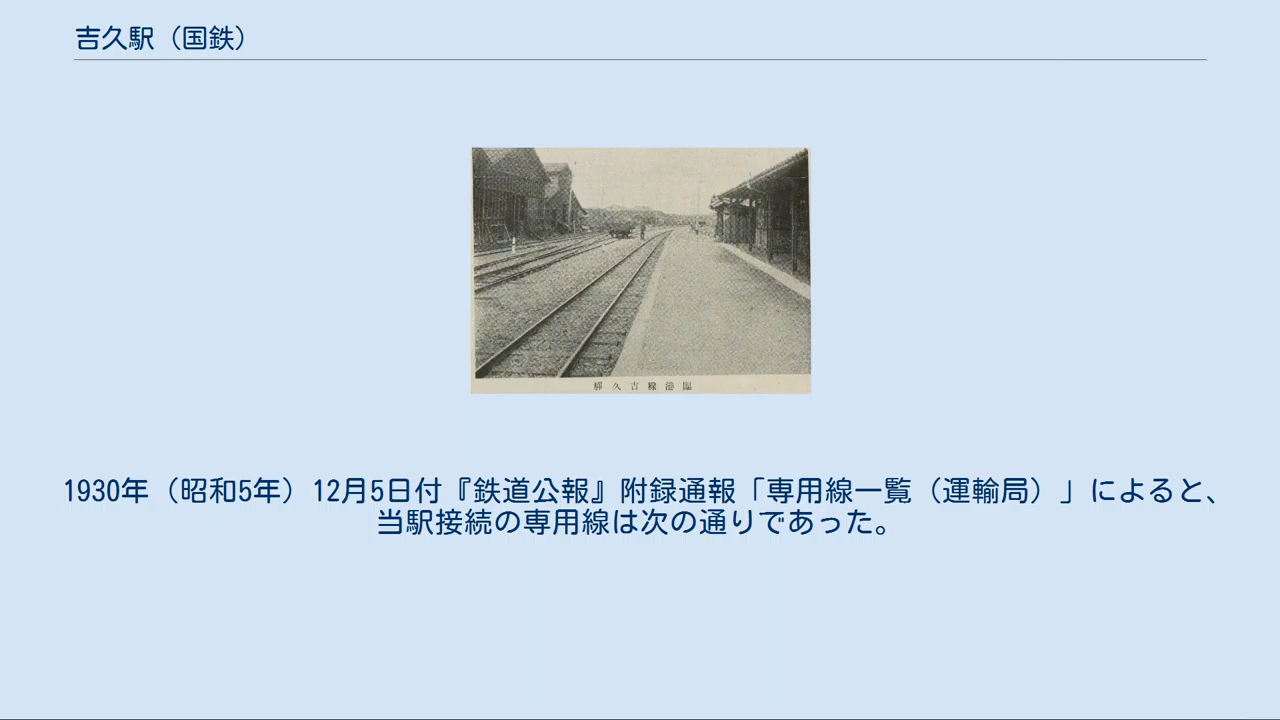 吉久駅（国鉄）
驛久吉線港臨
1930年（昭和5年）12月5日付『鉄道公報』附録通報「専用線一覧（運輸局）」によると、
当駅接続の専用線は次の通りであった。